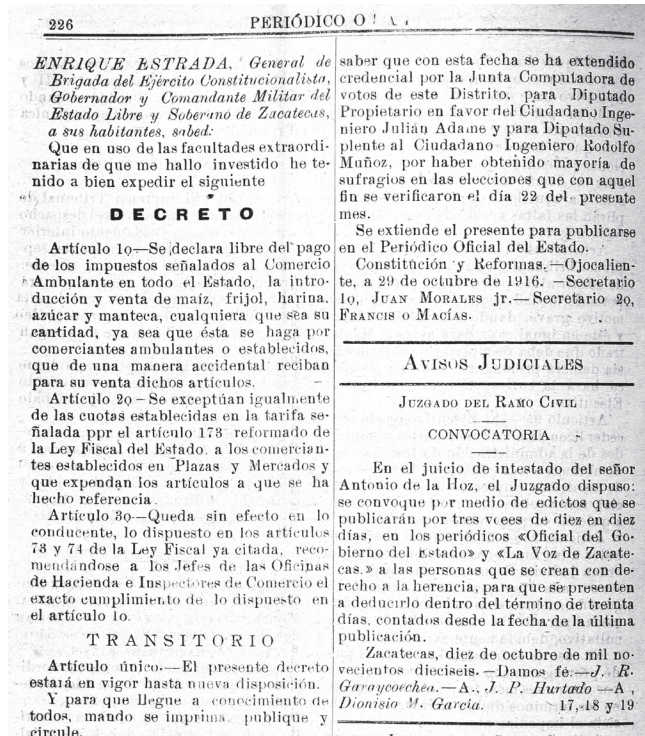 226
PERIÓDICO O
ENRIQUE ESTRADA, General de
Brigada del Ejército Constitucionalista,
Gobernador y Comandante Militar del
Estado Libre y Soberano de Zacatecas,
a sus habitantes, sabed:
Que en uso de las facultades extraordi-
narias de que me hallo investido he te-
nido a bien expedir el siguiente
DECRETO
Artículo 1o—Se declara libre del pago
de los impuestos señalados al Comercio
Ambulante en todo el Estado, la intro-
ducción y venta de maíz, frijol, harina,
azúcar y manteca, cualquiera que sea su
cantidad, ya sea que ésta se haga por
comerciantes ambulantes o establecidos,
que de una manera accidental reciban
para su venta dichos artículos.
Artículo 2o—Se exceptúan igualmente
de las cuotas establecidas en la tarifa se-
ñalada ppr el artículo 173 reformado de
la Ley Fiscal del Estado, a los comercian-
tes establecidos en Plazas y Mercados y
que expendan los artículos a que se ha
hecho referencia.
Artículo 3o—Queda sin efecto en lo
conducente, lo dispuesto en los artículos
73 y 74 de la Ley Fiscal ya citada, reco-
mendándose a los Jefes de las Oficinas
de Hacienda e Inspectores de Comercio el
exacto cumplimiento de lo dispuesto en
el artículo 1o.
TRANSITORIO
Artículo único.—El presente decreto
estará en vigor hasta nueva disposición.
Y para que llegue a conocimiento de
todos, mando se imprima, publique y
circule.
saber que con esta fecha se ha extendido
credencial por la Junta Computadora de
votos de este Distrito, para Diputado
Propietario en favor del Ciudadano Inge-
niero Julián Adame y para Diputado Su-
plente al Ciudadano Ingeniero Rodolfo
Muñoz, por haber obtenido mayoría de
sufragios en las elecciones que con aquel
fin se verificaron el día 22 del presente
mes.
Se extiende el presente para publicarse
en el Periódico Oficial del Estado.
Constitución y Reformas.—Ojocalien-
te, a 29 de octubre de 1916.—Secretario
1o, JUAN MORALES jr.—Secretario 2o,
FRANCIS o MACÍAS.
AVISOS JUDICIALES
JUZGADO DEL RAMO CIVIL
CONVOCATORIA
En el juicio de intestado del señor
Antonio de la Hoz, el Juzgado dispuso:
se convoque por medio de edictos que se
publicarán por tres veces de diez en diez
días, en los periódicos «Oficial del Go-
bierno del Estado» y «La Voz de Zacate-
cas.» a las personas que se crean con de-
recho a la herencia, para que se presenten
a deducirlo dentro del término de treinta
días, contados desde la fecha de la última
publicación.
Zacatecas, diez de octubre de mil no-
vecientos dieciseis.—Damos fé.—J. R.
Garaycoechea.—A., J. P. Hurtado—A,
Dionisio M. García. 17,-18 y 19